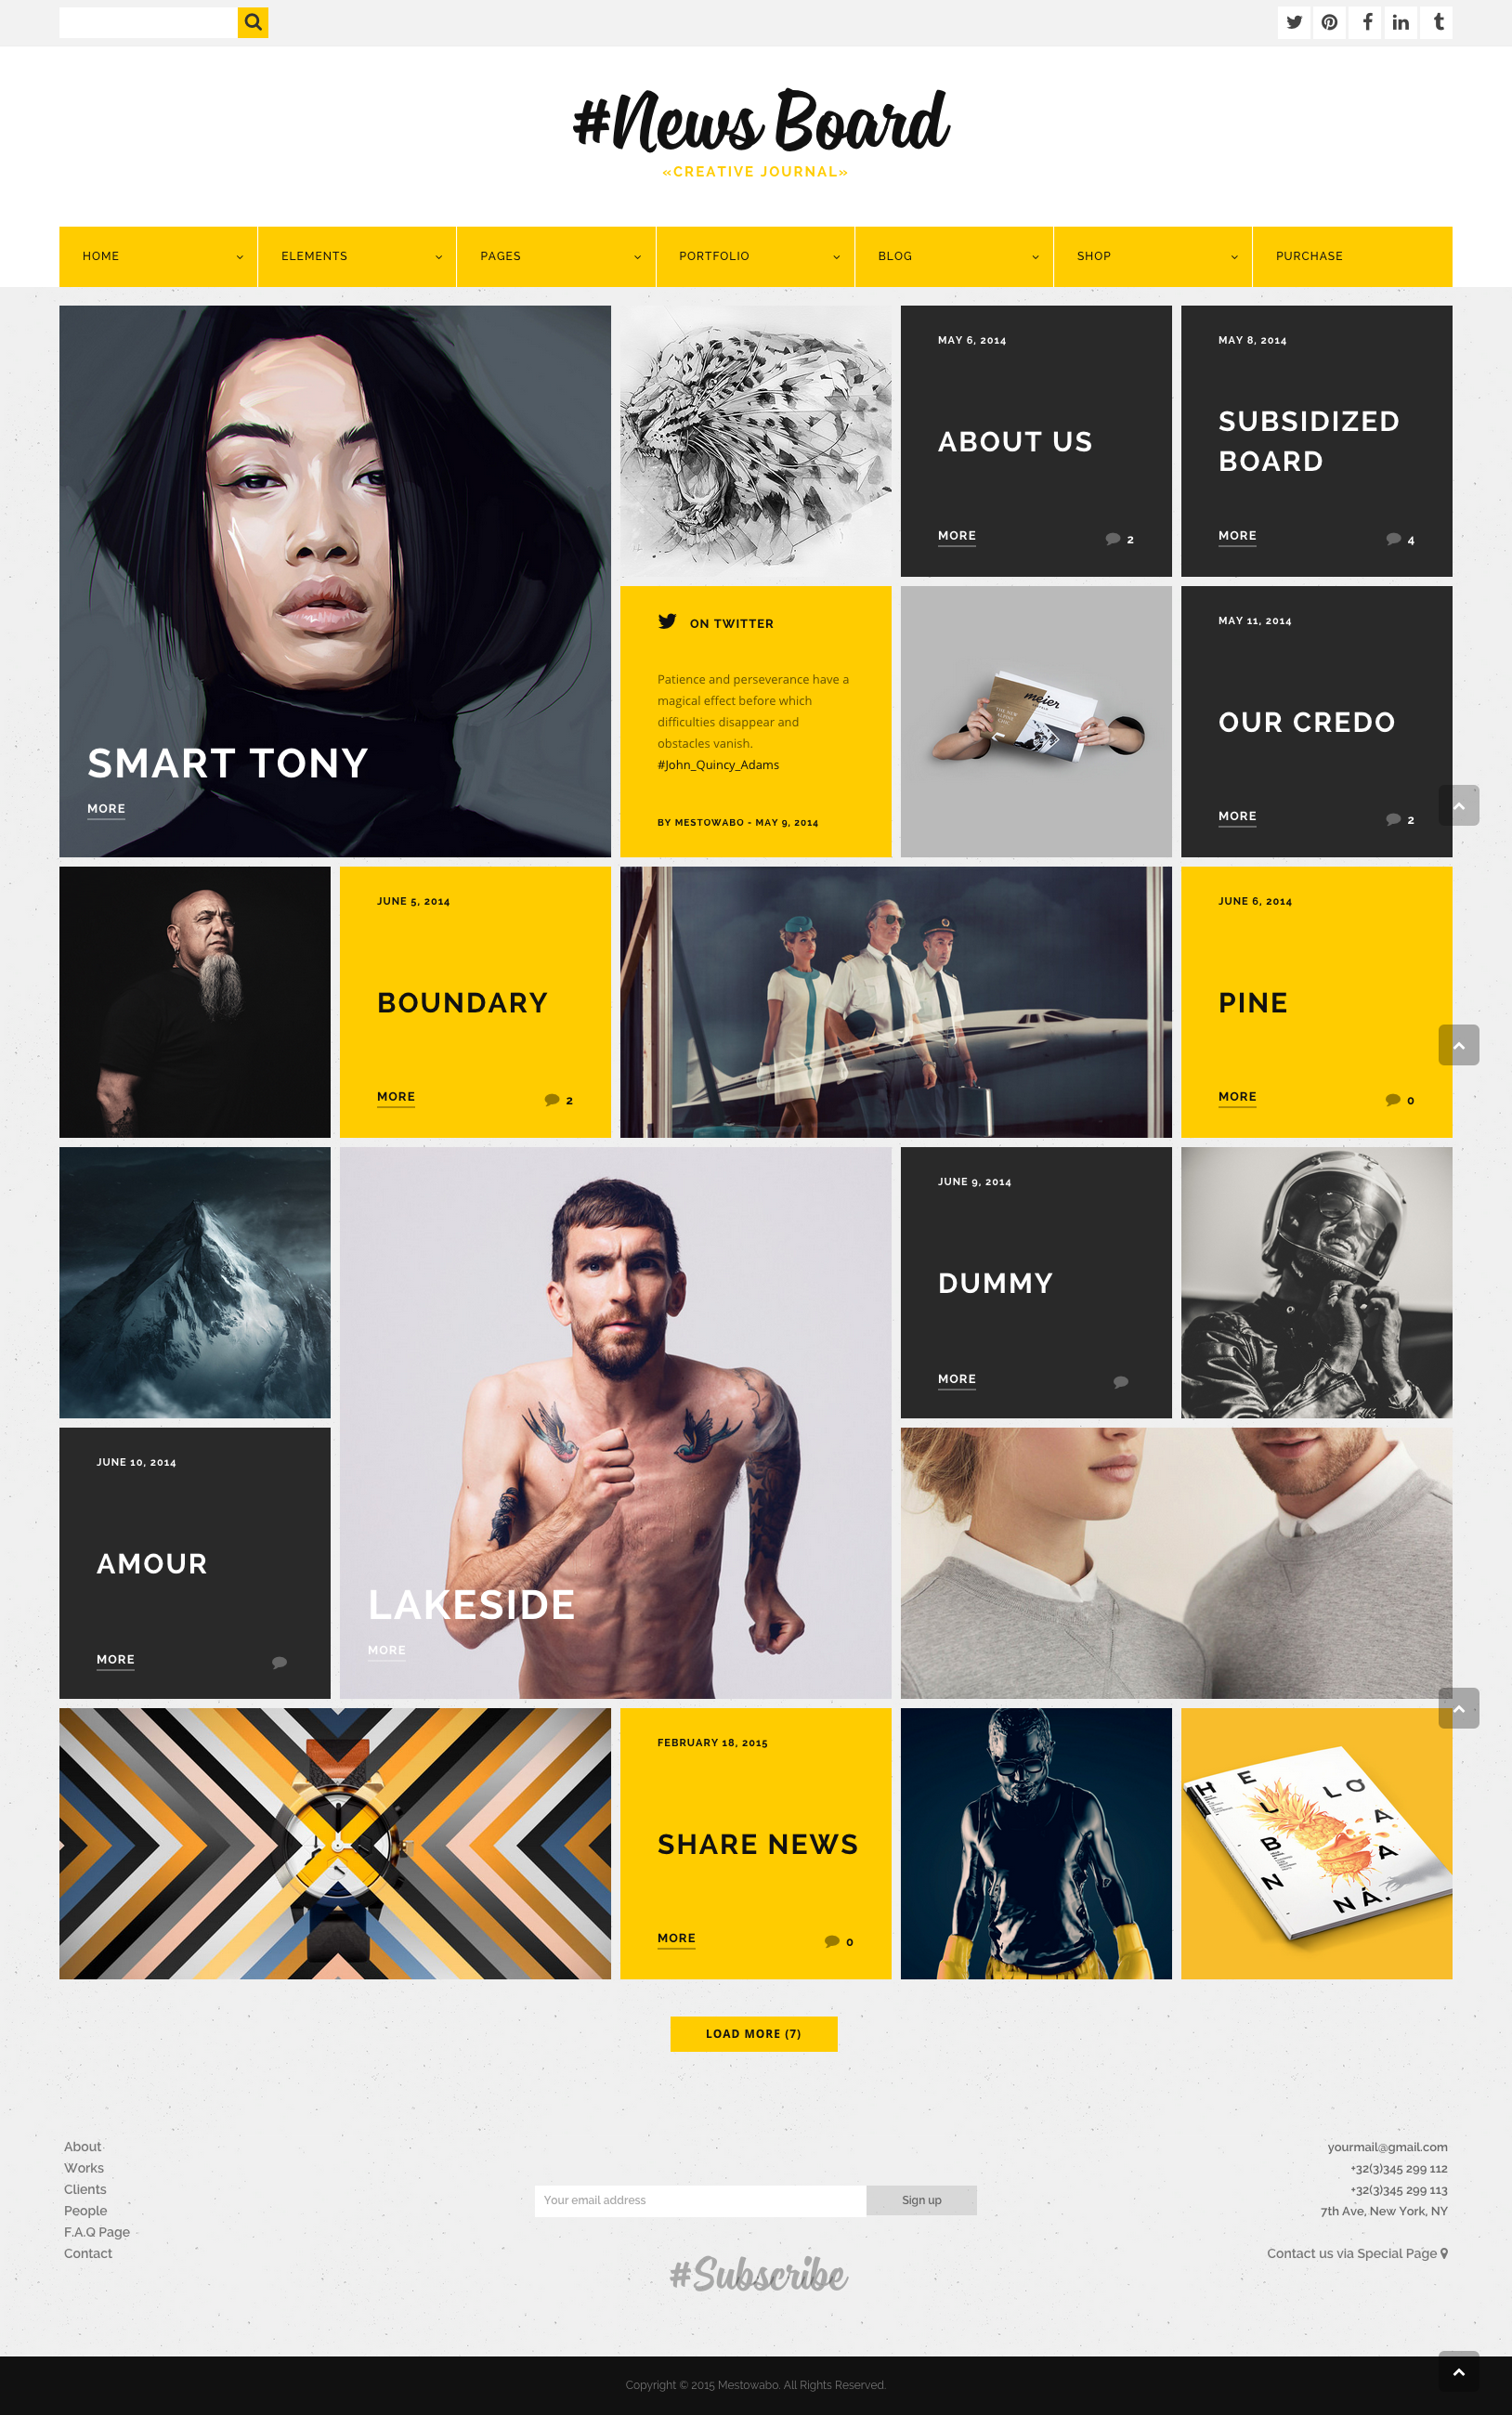 #News Board
«CREATIVE JOURNAL»
HOME
ELEMENTS
PAGES
PORTFOLIO
BLOG
SHOP
PURCHASE
SMART TONY
MORE
MAY 6, 2014
ABOUT US
MORE
2
MAY 8, 2014
SUBSIDIZED
BOARD
MORE
4
ON TWITTER
Patience and perseverance have a
magical effect before which
difficulties disappear and
obstacles vanish.
#John_Quincy_Adams
BY MESTOWABO - MAY 9, 2014
meier
MAY 11, 2014
OUR CREDO
MORE
2
JUNE 5, 2014
BOUNDARY
MORE
2
JUNE 6, 2014
PINE
MORE
0
LAKESIDE
MORE
JUNE 9, 2014
DUMMY
MORE
JUNE 10, 2014
AMOUR
MORE
FEBRUARY 18, 2015
SHARE NEWS
MORE
0
H E L L O
B A N A N N A.
LOAD MORE (7)
About
Works
Clients
People
F.A.Q Page
Contact
Your email address
Sign up
#Subscribe
yourmail@gmail.com
+32(3)345 299 112
+32(3)345 299 113
7th Ave, New York, NY
Contact us via Special Page
Copyright © 2015 Mestowabo. All Rights Reserved.